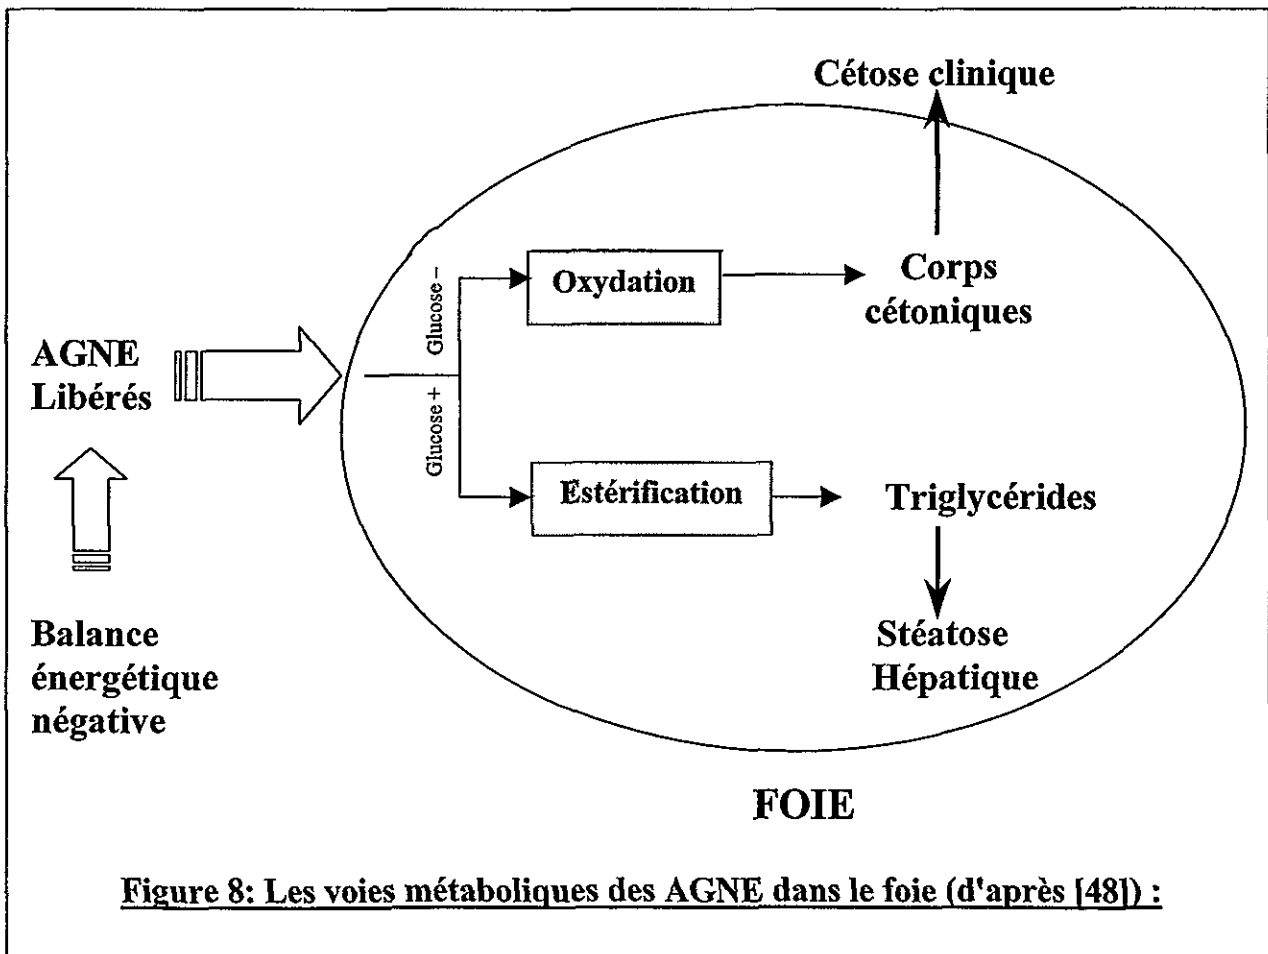 Cétose clinique
Glucose –
Oxydation
Corps
cétoniques
AGNE
Libérés
Glucose +
Estérification
Triglycérides
Balance
énergétique
négative
Stéatose
Hépatique
FOIE
Figure 8: Les voies métaboliques des AGNE dans le foie (d'après [48]) :